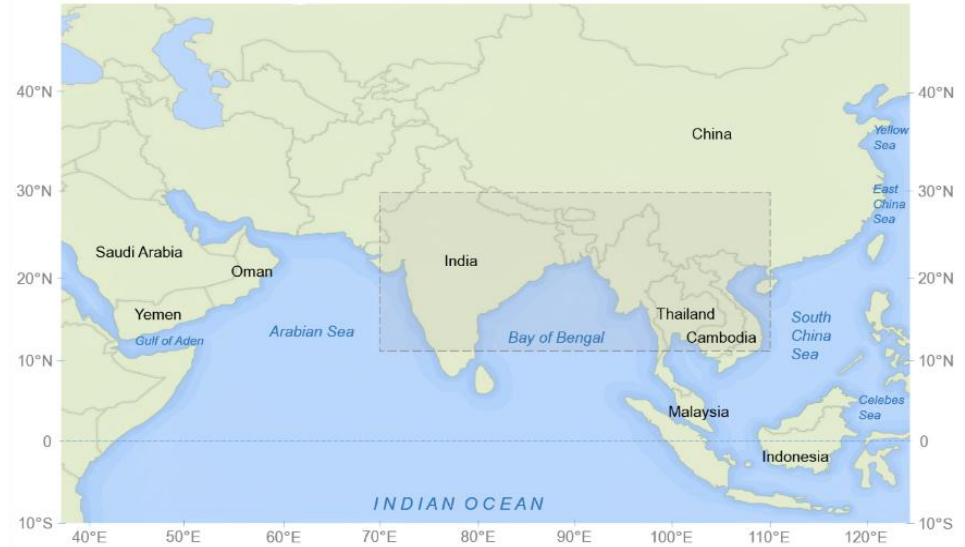 40°N
40°N
China
Yellow
Sea
30°N
30°N
East
China
Sea
Saudi Arabia
India
Oman
20°N
20°N
Yemen
Thailand
South
China
Sea
Arabian Sea
Bay of Bengal
Cambodia
Gulf of Aden
10°N
10°N
Celebes
Sea
Malaysia
0
0
Indonesia
INDIAN OCEAN
10°S
10°S
40°E
50°E
60°E
70°E
80°E
90°E
100°E
110°E
120°E